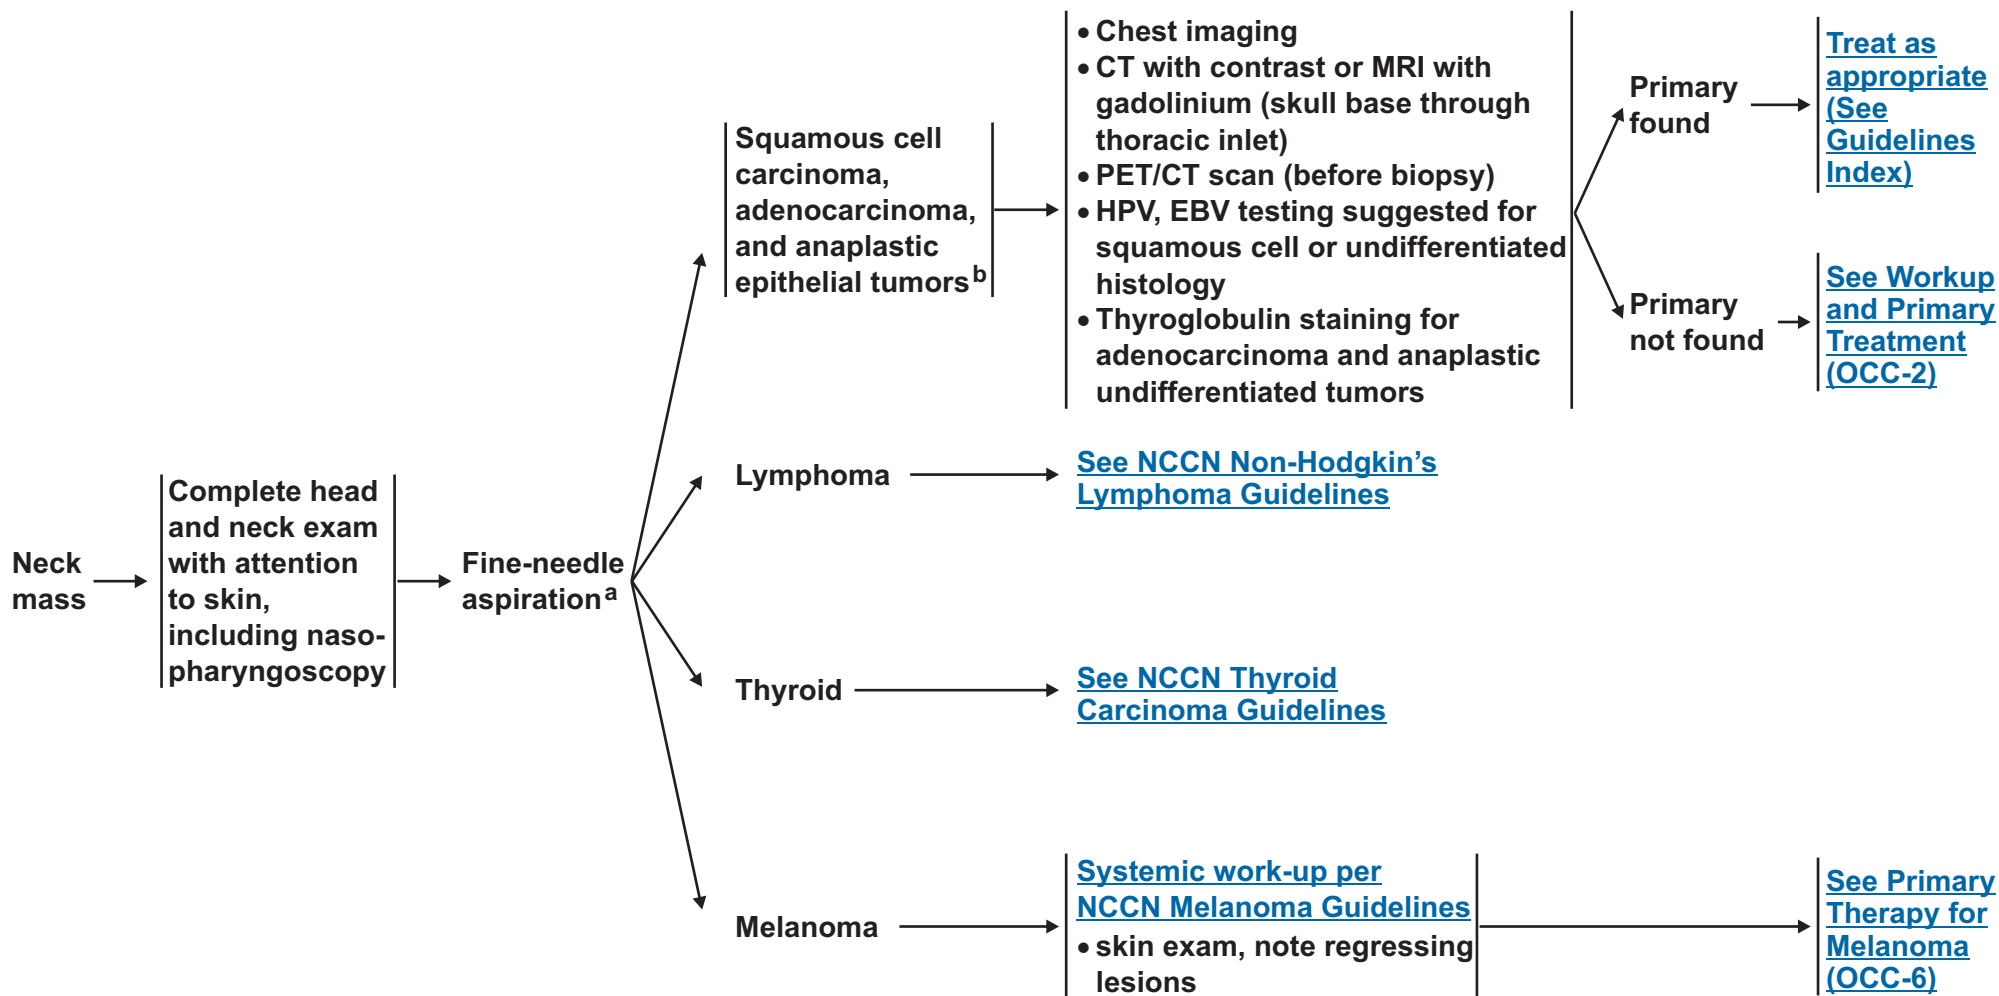 Neck
mass
Complete head
and neck exam
with attention
to skin,
including naso-
pharyngoscopy
Fine-needle
aspirationa
Squamous cell
carcinoma,
adenocarcinoma,
and anaplastic
epithelial tumorsb
• Chest imaging
• CT with contrast or MRI with
gadolinium (skull base through
thoracic inlet)
• PET/CT scan (before biopsy)
• HPV, EBV testing suggested for
squamous cell or undifferentiated
histology
• Thyroglobulin staining for
adenocarcinoma and anaplastic
undifferentiated tumors
Primary
found
Treat as
appropriate
(See
Guidelines
Index)
Primary
not found
See Workup
and Primary
Treatment
(OCC-2)
Lymphoma
See NCCN Non-Hodgkin’s
Lymphoma Guidelines
Thyroid
See NCCN Thyroid
Carcinoma Guidelines
Melanoma
Systemic work-up per
NCCN Melanoma Guidelines
• skin exam, note regressing
lesions
See Primary
Therapy for
Melanoma
(OCC-6)